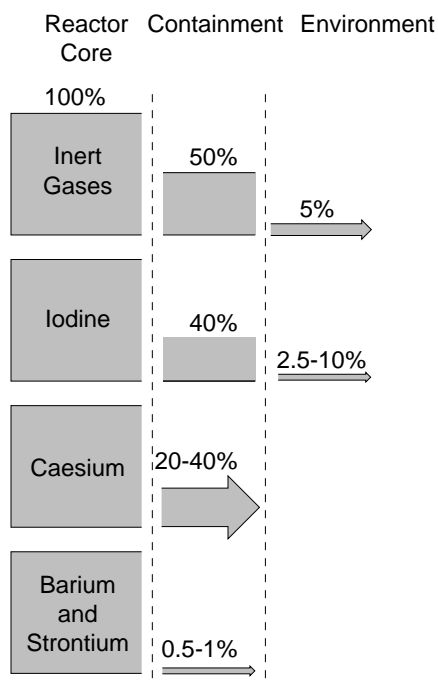 Reactor Core
Containment
Environment
100%
Inert
Gases
50%
5%
Iodine
40%
2.5-10%
Caesium
20-40%
Barium
and
Strontium
0.5-1%